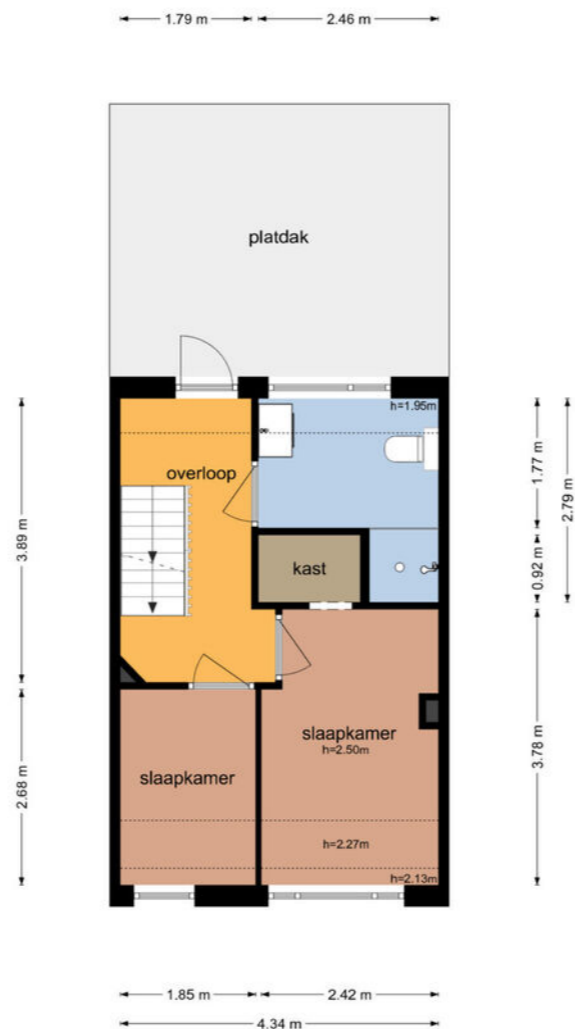 1.79 m
2.46 m
platdak
h=1.95m
overloop
1.77 m
2.79 m
3.89 m
kast
0.92 m
slaapkamer
h=2.50m
3.78 m
slaapkamer
2.68 m
h=2.27m
h=2.13m
1.85 m
2.42 m
4.34 m